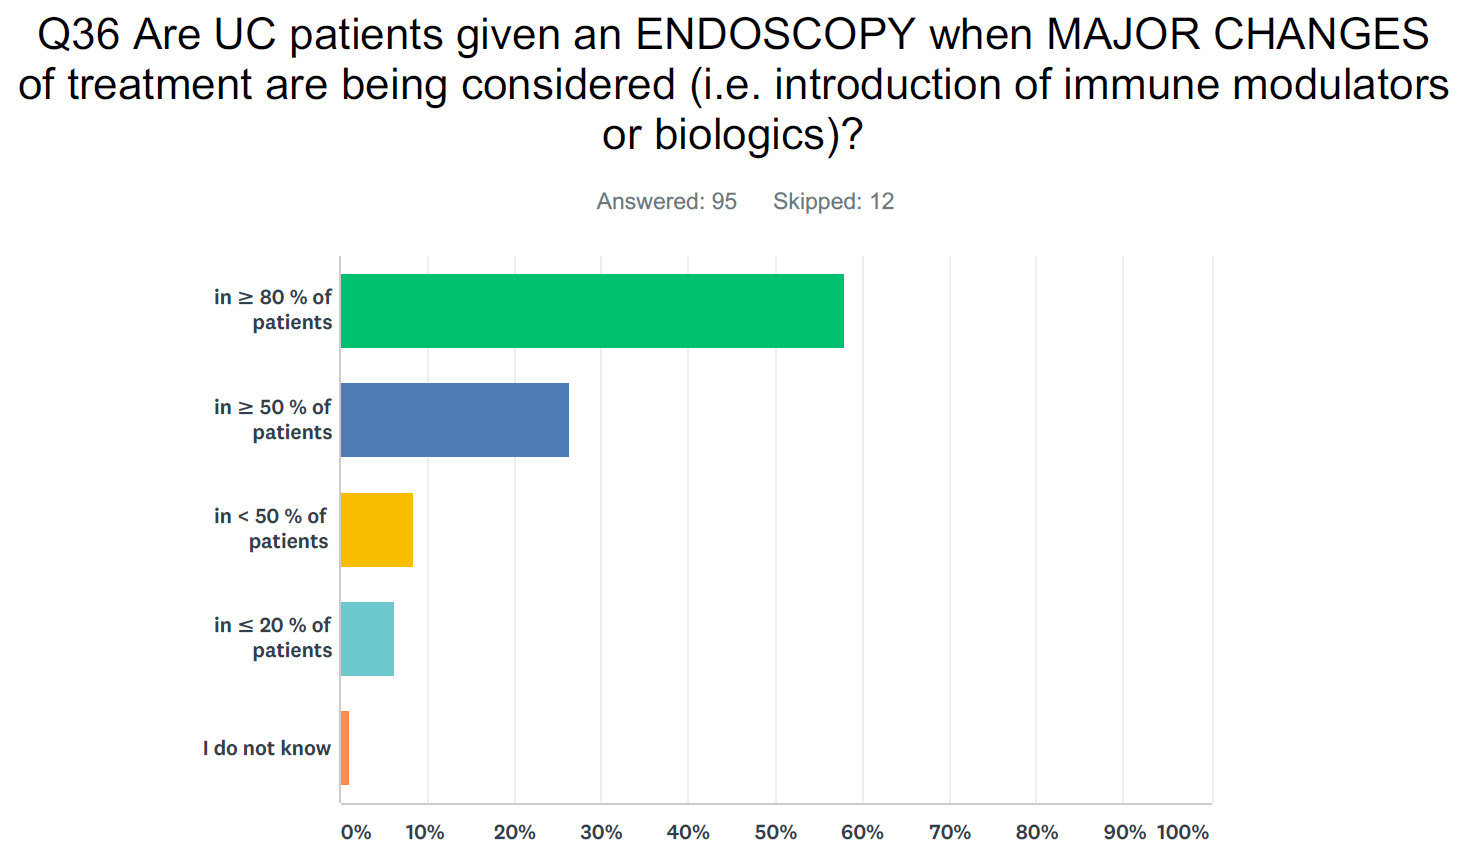 Q36 Are UC patients given an ENDOSCOPY when MAJOR CHANGES
of treatment are being considered (i.e. introduction of immune modulators
or biologics)?
Answered: 95 Skipped: 12
in ≥ 80 % of
patients
in ≥ 50 % of
patients
in < 50 % of
patients
in ≤ 20 % of
patients
I do not know
0% 10% 20% 30% 40% 50% 60% 70% 80% 90% 100%